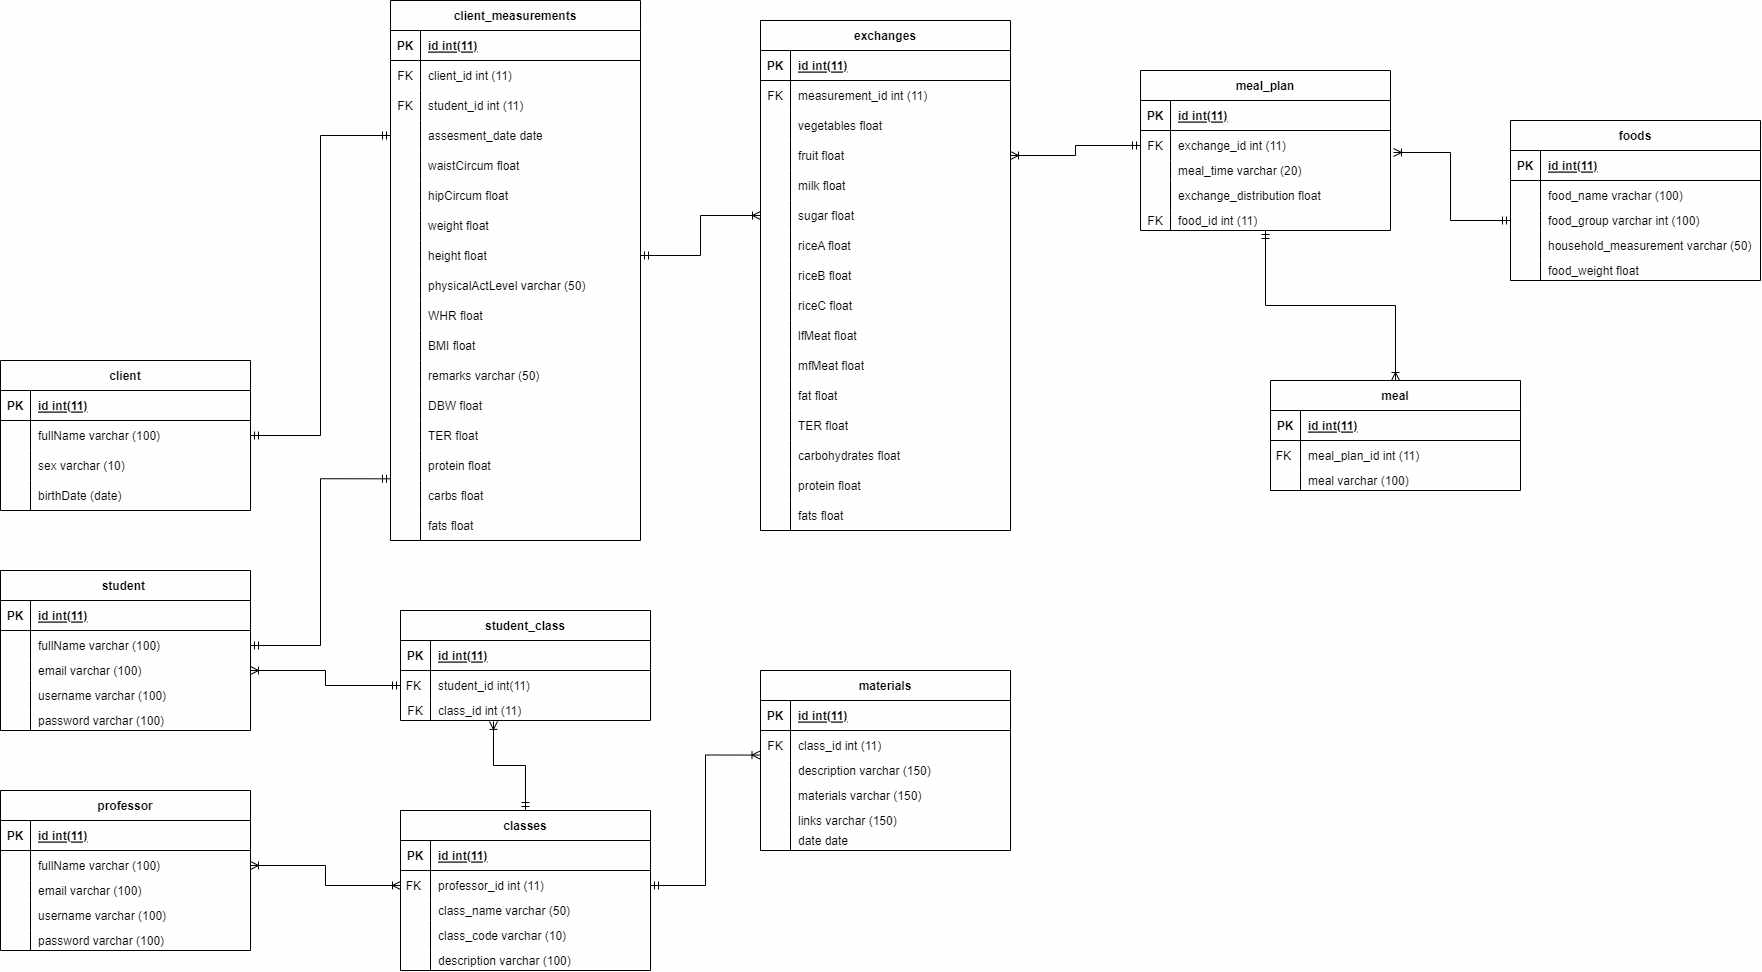 client_measurements
PK id int(11)
FK client_id int (11)
FK student_id int (11)
assesment_date date
waistCircum float
hipCircum float
weight float
height float
physicalActLevel varchar (50)
WHR float
BMI float
remarks varchar (50)
DBW float
TER float
protein float
carbs float
fats float
exchanges
PK id int(11)
FK measurement_id int (11)
vegetables float
fruit float
milk float
sugar float
riceA float
riceB float
riceC float
lfMeat float
mfMeat float
fat float
TER float
carbohydrates float
protein float
fats float
meal_plan
PK id int(11)
FK exchange_id int (11)
meal_time varchar (20)
exchange_distribution float
FK food_id int (11)
foods
PK id int(11)
food_name vrachar (100)
food_group varchar int (100)
household_measurement varchar (50)
food_weight float
meal
PK id int(11)
FK meal_plan_id int (11)
meal varchar (100)
client
PK id int(11)
fullName varchar (100)
sex varchar (10)
birthDate (date)
student
PK id int(11)
fullName varchar (100)
email varchar (100)
username varchar (100)
password varchar (100)
student_class
PK id int(11)
FK student_id int(11)
FK class_id int (11)
materials
PK id int(11)
FK class_id int (11)
description varchar (150)
materials varchar (150)
links varchar (150)
date date
professor
PK id int(11)
fullName varchar (100)
email varchar (100)
username varchar (100)
password varchar (100)
classes
PK id int(11)
FK professor_id int (11)
class_name varchar (50)
class_code varchar (10)
description varchar (100)